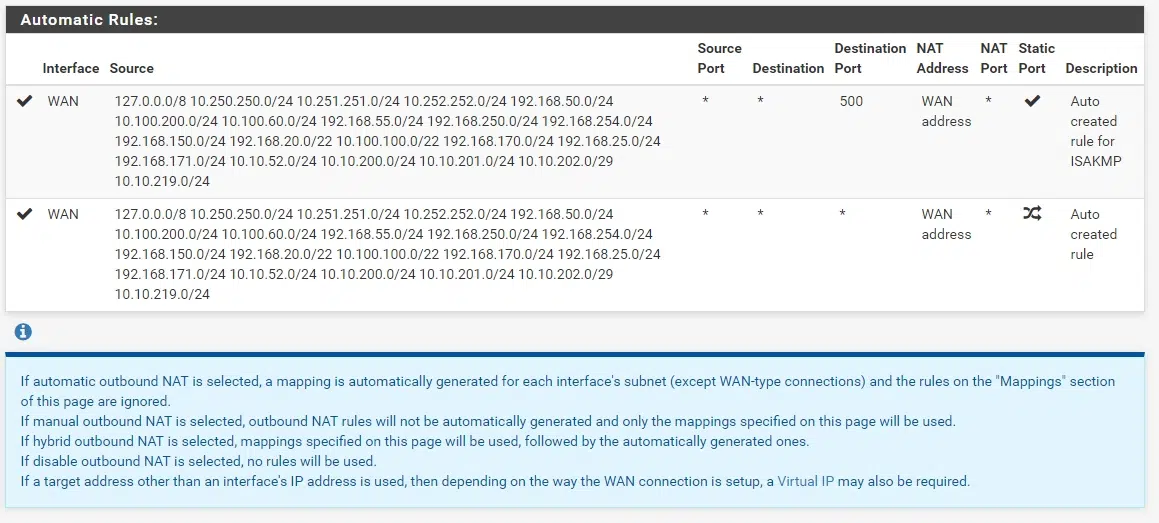 Automatic Rules:
Interface Source Source Port Destination Destination Port NAT Address NAT Port Static Port Description
WAN 127.0.0.0/8 10.250.250.0/24 10.251.251.0/24 10.252.252.0/24 192.168.50.0/24 * * 500 WAN * Auto
10.100.200.0/24 10.100.60.0/24 192.168.55.0/24 192.168.250.0/24 192.168.254.0/24 address created
192.168.150.0/24 192.168.20.0/22 10.100.100.0/22 192.168.170.0/24 192.168.25.0/24 rule for
192.168.171.0/24 10.10.52.0/24 10.10.200.0/24 10.10.201.0/24 10.10.202.0/29 ISAKMP
10.10.219.0/24
WAN 127.0.0.0/8 10.250.250.0/24 10.251.251.0/24 10.252.252.0/24 192.168.50.0/24 * * * WAN * Auto
10.100.200.0/24 10.100.60.0/24 192.168.55.0/24 192.168.250.0/24 192.168.254.0/24 address created
192.168.150.0/24 192.168.20.0/22 10.100.100.0/22 192.168.170.0/24 192.168.25.0/24 rule
192.168.171.0/24 10.10.52.0/24 10.10.200.0/24 10.10.201.0/24 10.10.202.0/29
10.10.219.0/24
If automatic outbound NAT is selected, a mapping is automatically generated for each interface's subnet (except WAN-type connections) and the rules on the "Mappings" section
of this page are ignored.
If manual outbound NAT is selected, outbound NAT rules will not be automatically generated and only the mappings specified on this page will be used.
If hybrid outbound NAT is selected, mappings specified on this page will be used, followed by the automatically generated ones.
If disable outbound NAT is selected, no rules will be used.
If a target address other than an interface's IP address is used, then depending on the way the WAN connection is setup, a Virtual IP may also be required.